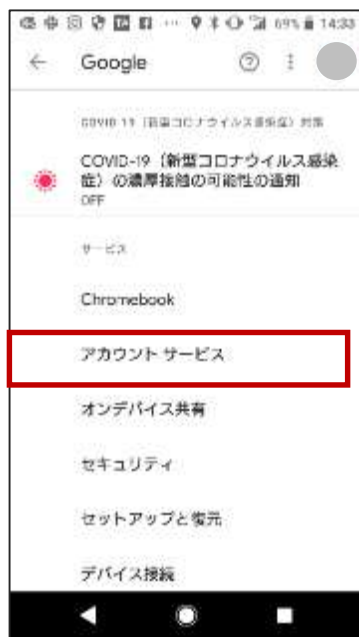 69% 14:33
Google
COVID-19（新型コロナウイルス感染症）対策
COVID-19（新型コロナウイルス感染
症）の濃厚接触の可能性の通知
OFF
サービス
Chromebook
アカウント サービス
オンデバイス共有
セキュリティ
セットアップと復元
デバイス接続